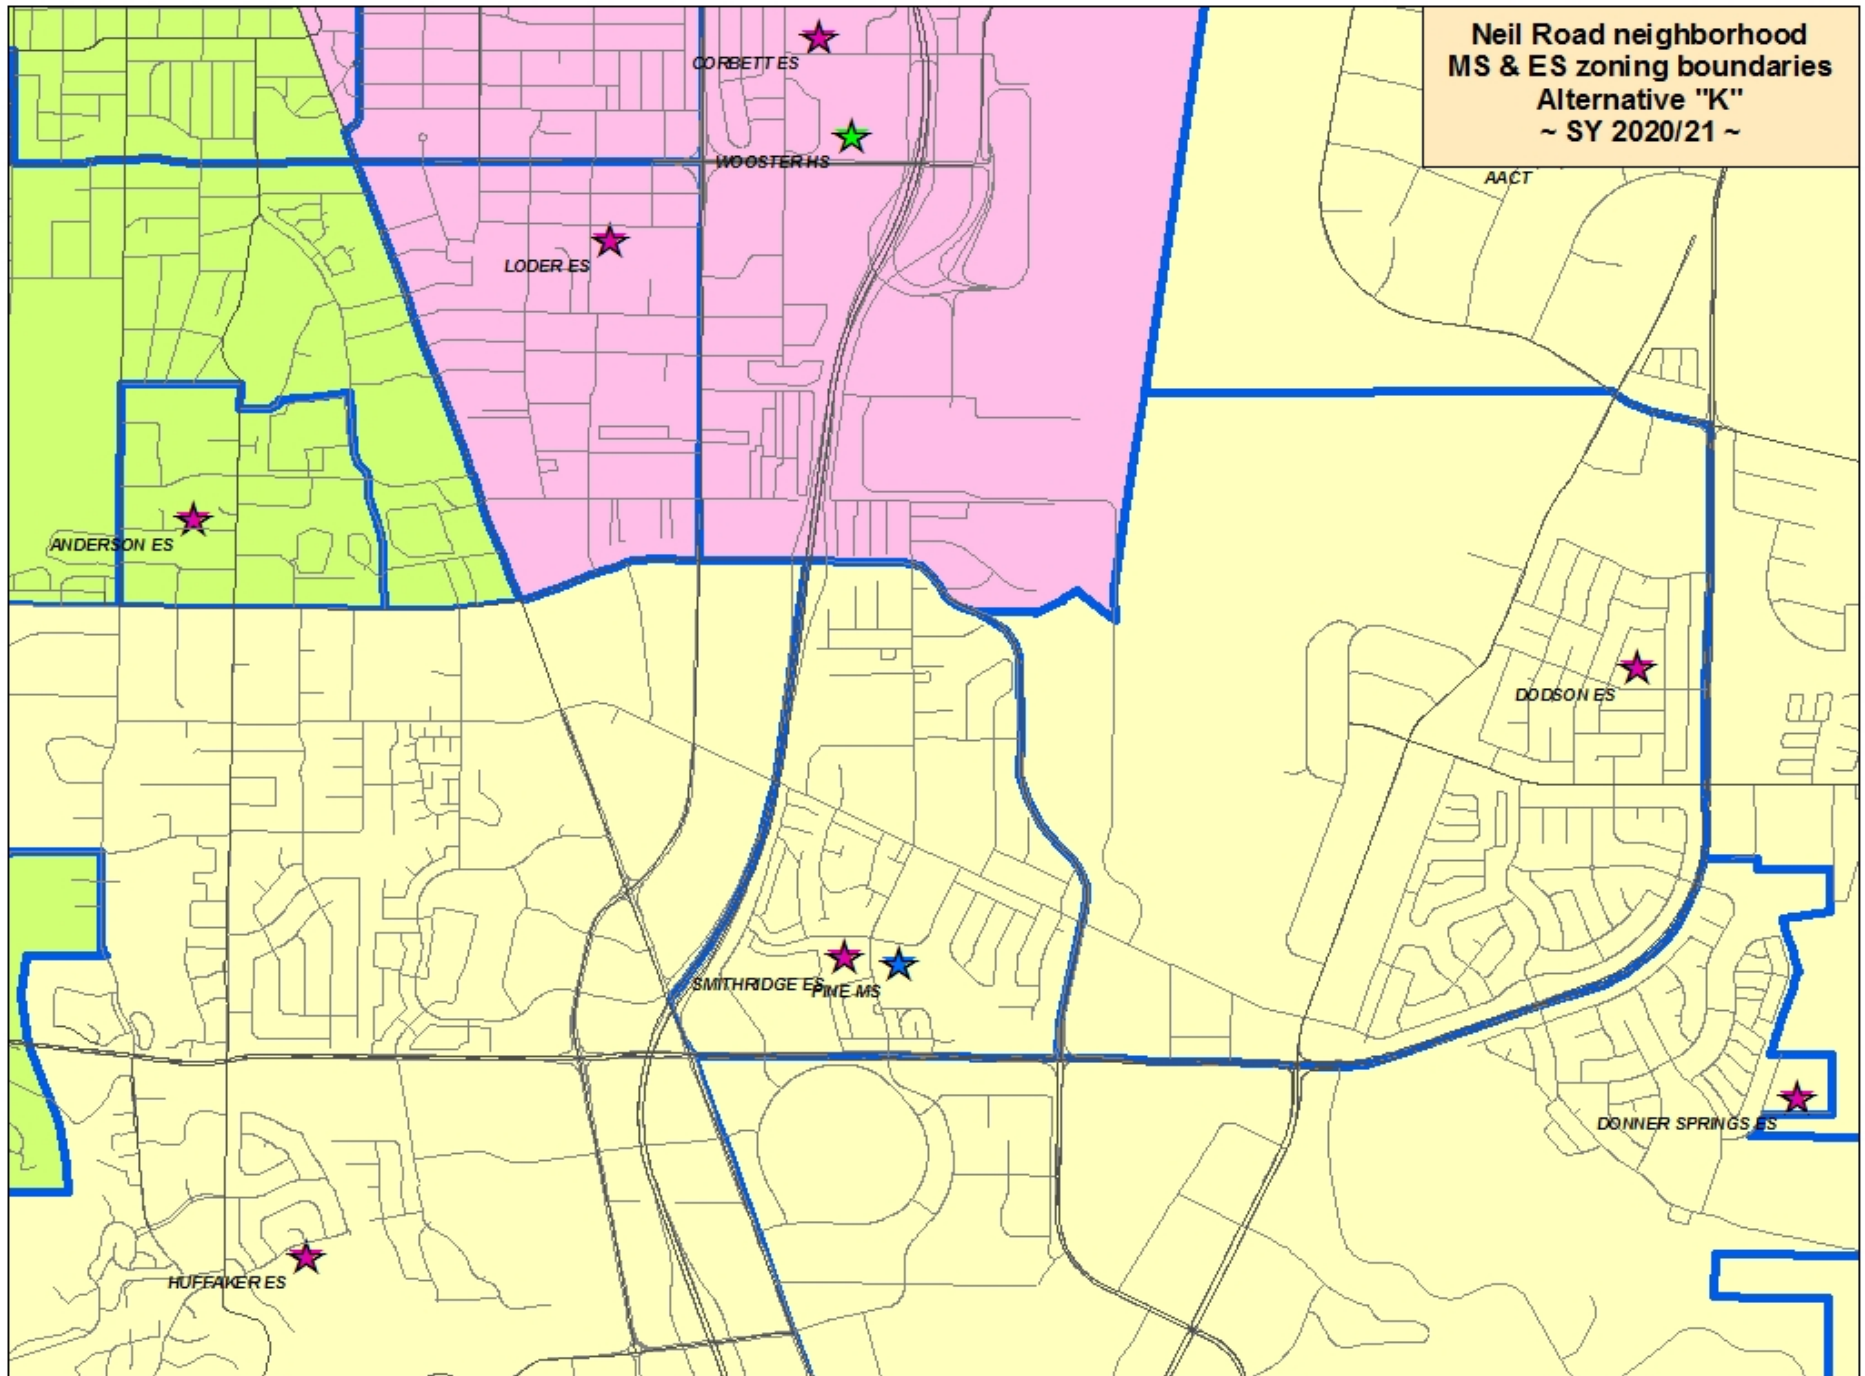 Neil Road neighborhood
MS & ES zoning boundaries
Alternative "K"
~ SY 2020/21 ~
CORBETT ES
WOOSTER HS
AACT
LODER ES
ANDERSON ES
DODSON ES
SMITHRIDGE ES
PINE MS
DONNER SPRINGS ES
HUFFAKER ES